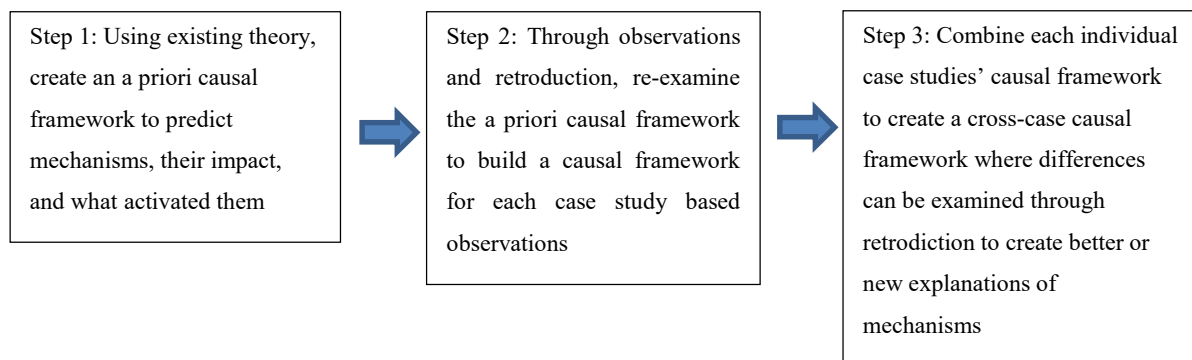 Step 1: Using existing theory,
create an a priori causal
framework to predict
mechanisms, their impact,
and what activated them
Step 2: Through observations
and retroduction, re-examine
the a priori causal framework
to build a causal framework
for each case study based
observations
Step 3: Combine each individual
case studies’ causal framework
to create a cross-case causal
framework where differences
can be examined through
retrodiction to create better or
new explanations of
mechanisms